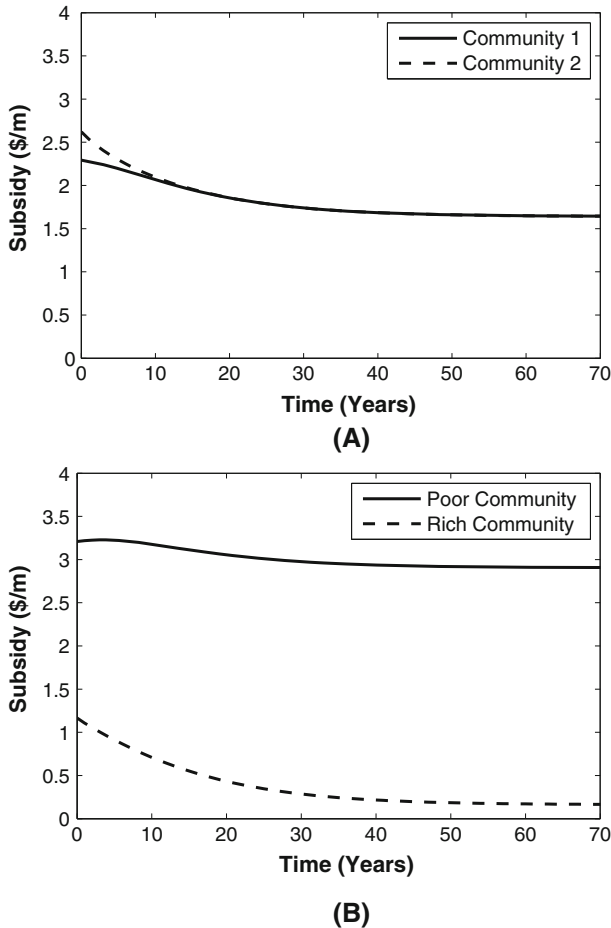 4
3.5
3
2.5
2
1.5
1
0.5
0
Subsidy ($/m)
Community 1
Community 2
0 10 20 30 40 50 60 70
Time (Years)
(A)
4
3.5
3
2.5
2
1.5
1
0.5
0
Subsidy ($/m)
Poor Community
Rich Community
0 10 20 30 40 50 60 70
Time (Years)
(B)